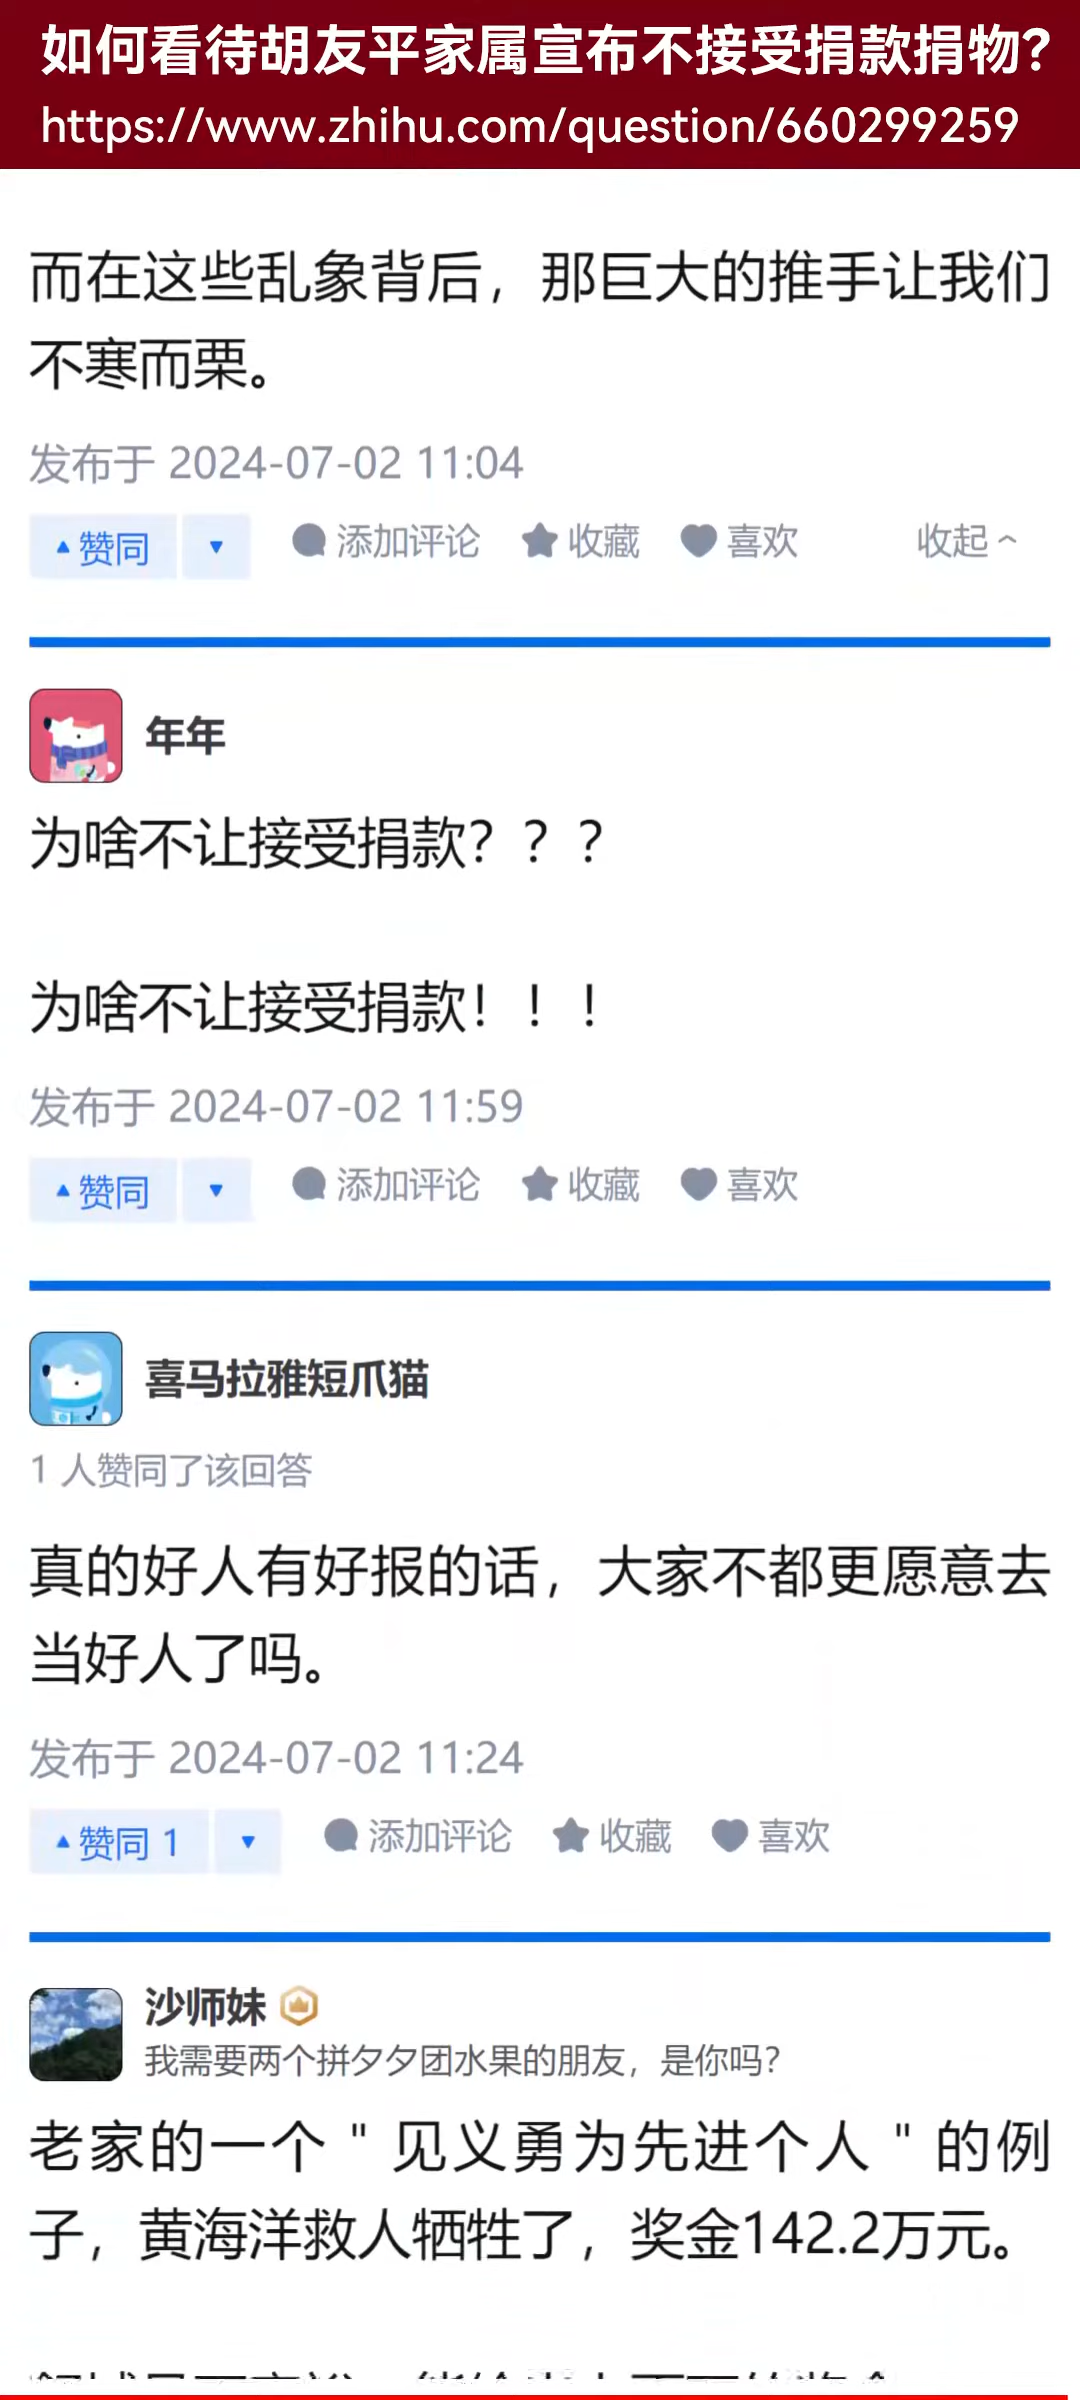 如何看待胡友平家属宣布不接受捐款捐物?
https://www.zhihu.com/question/660299259
而在这些乱象背后，那巨大的推手让我们
不寒而栗。
发布于 2024-07-02 11:04
赞同 添加评论 收藏 喜欢 收起
年年
为啥不让接受捐款？？？
为啥不让接受捐款！！！
发布于 2024-07-02 11:59
赞同 添加评论 收藏 喜欢
喜马拉雅短爪猫
1 人赞同了该回答
真的好人有好报的话，大家不都更愿意去
当好人了吗。
发布于 2024-07-02 11:24
赞同 1 添加评论 收藏 喜欢
沙师妹
我需要两个拼夕夕团水果的朋友，是你吗？
老家的一个 " 见义勇为先进个人 " 的例
子，黄海洋救人牺牲了，奖金142.2万元。